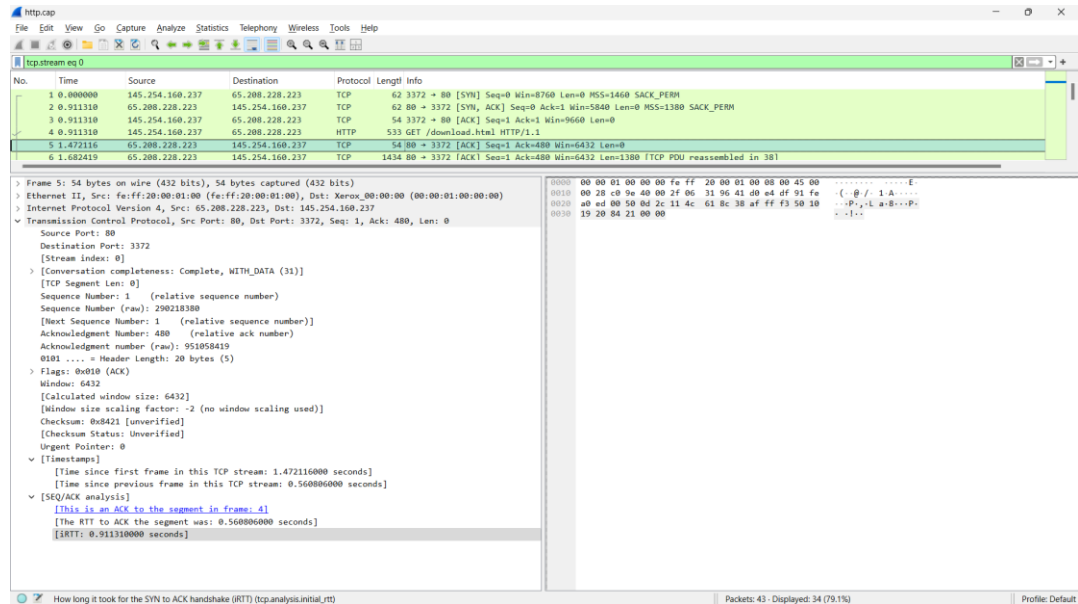 http.cap
File Edit View Go Capture Analyze Statistics Telephony Wireless Tools Help
tcp.stream eq 0
No. Time Source Destination Protocol Length Info
1 0.000000 145.254.160.237 65.208.228.223 TCP 62 3372 → 80 [SYN] Seq=0 Win=8760 Len=0 MSS=1460 SACK_PERM
2 0.911310 65.208.228.223 145.254.160.237 TCP 62 80 → 3372 [SYN, ACK] Seq=0 Ack=1 Win=5840 Len=0 MSS=1380 SACK_PERM
3 0.911310 145.254.160.237 65.208.228.223 TCP 54 3372 → 80 [ACK] Seq=1 Ack=1 Win=9660 Len=0
4 0.911310 145.254.160.237 65.208.228.223 HTTP 533 GET /download.html HTTP/1.1
5 1.472116 65.208.228.223 145.254.160.237 TCP 54 80 → 3372 [ACK] Seq=1 Ack=480 Win=6432 Len=0
6 1.682419 65.208.228.223 145.254.160.237 TCP 1434 80 → 3372 [ACK] Seq=1 Ack=480 Win=6432 Len=1380 [TCP PDU reassembled in 38]
Frame 5: 54 bytes on wire (432 bits), 54 bytes captured (432 bits)
Ethernet II, Src: fe:ff:20:00:01:00 (fe:ff:20:00:01:00), Dst: Xerox_00:00:00 (00:00:01:00:00:00)
Internet Protocol Version 4, Src: 65.208.228.223, Dst: 145.254.160.237
Transmission Control Protocol, Src Port: 80, Dst Port: 3372, Seq: 1, Ack: 480, Len: 0
Source Port: 80
Destination Port: 3372
[Stream index: 0]
[Conversation completeness: Complete, WITH_DATA (31)]
[TCP Segment Len: 0]
Sequence Number: 1 (relative sequence number)
Sequence Number (raw): 290218380
[Next Sequence Number: 1 (relative sequence number)]
Acknowledgment Number: 480 (relative ack number)
Acknowledgment number (raw): 951058419
0101 .... = Header Length: 20 bytes (5)
Flags: 0x010 (ACK)
Window: 6432
[Calculated window size: 6432]
[Window size scaling factor: -2 (no window scaling used)]
Checksum: 0x8421 [unverified]
[Checksum Status: Unverified]
Urgent Pointer: 0
[Timestamps]
[Time since first frame in this TCP stream: 1.472116000 seconds]
[Time since previous frame in this TCP stream: 0.560806000 seconds]
[SEQ/ACK analysis]
[This is an ACK to the segment in frame: 4]
[The RTT to ACK the segment was: 0.560806000 seconds]
[iRTT: 0.911310000 seconds]
0000 00 00 01 00 00 00 fe ff 20 00 01 00 08 00 45 00 ········ ·····E·
0010 00 28 c0 9e 40 00 2f 06 31 96 41 d0 e4 df 91 fe ·(··@·/· 1·A·····
0020 a0 ed 00 50 0d 2c 11 4c 61 8c 38 af ff f3 50 10 ···P·,·L a·8···P·
0030 19 20 84 21 00 00 · ·!··
How long it took for the SYN to ACK handshake (iRTT) (tcp.analysis.initial_rtt)
Packets: 43 · Displayed: 34 (79.1%)
Profile: Default